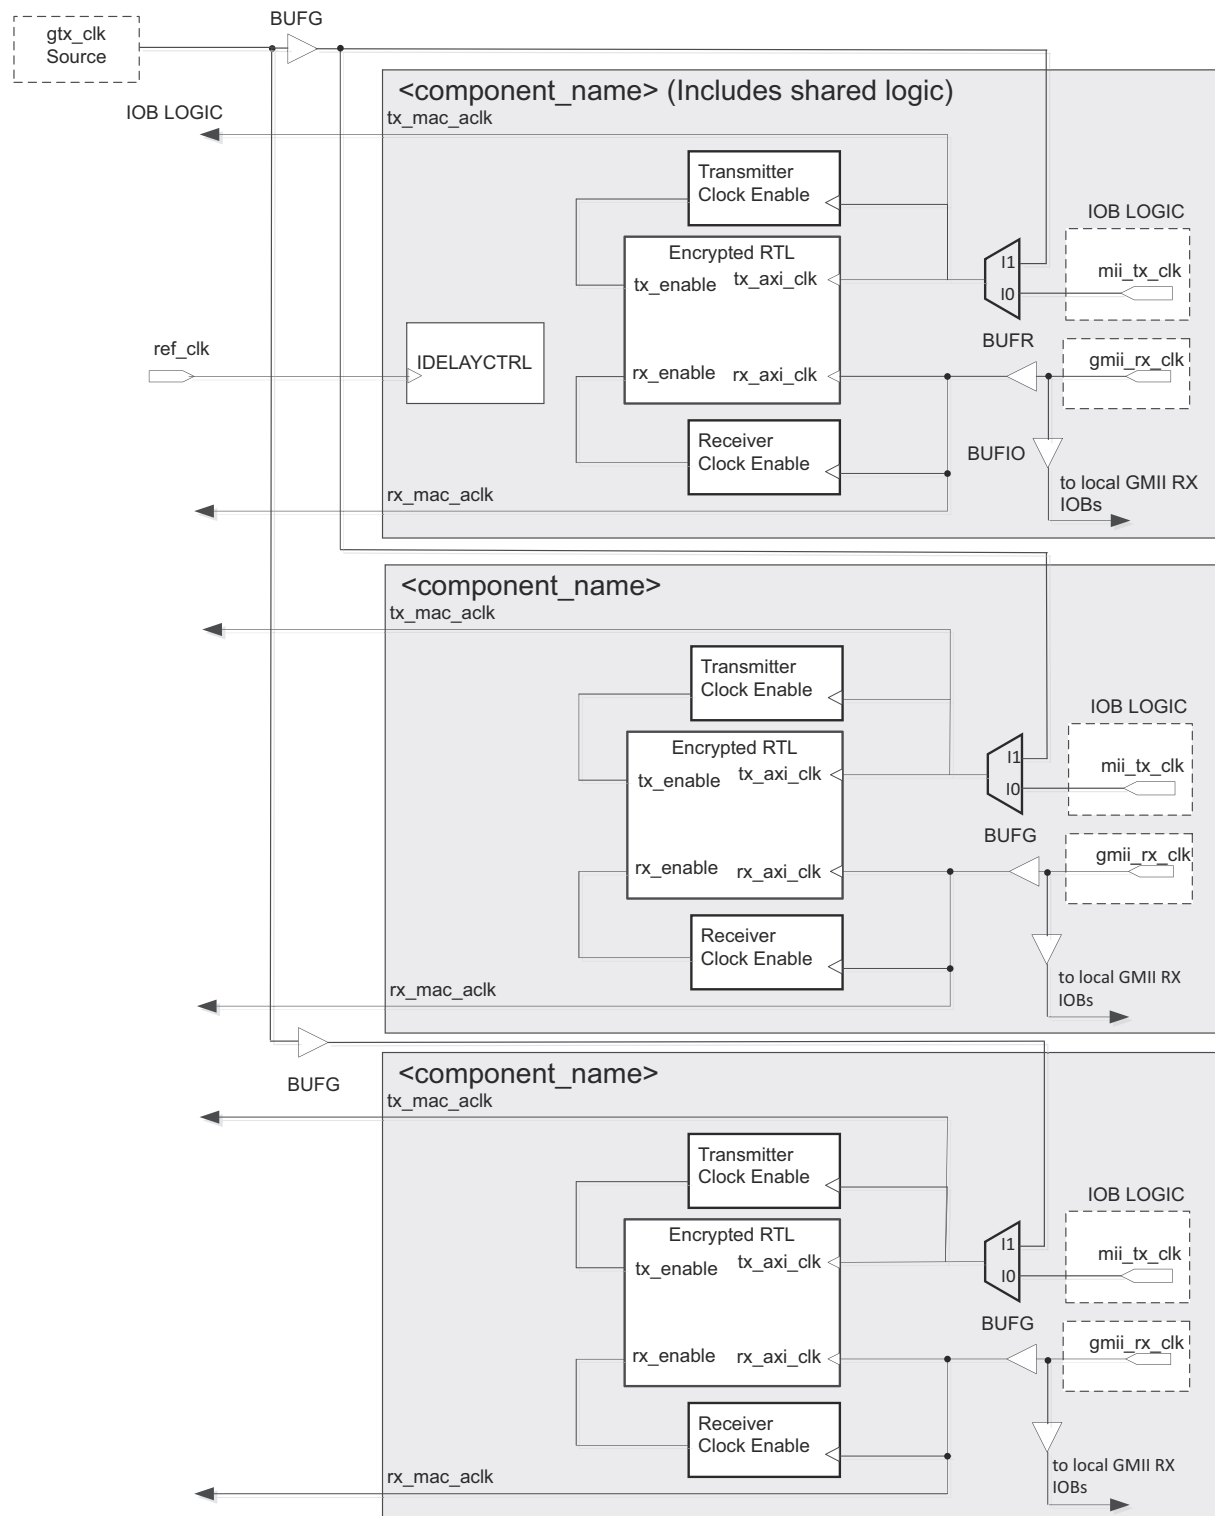 BUFG
gtx_clk
Source
<component_name> (Includes shared logic)
IOB LOGIC
tx_mac_aclk
Transmitter
Clock Enable
IOB LOGIC
Encrypted RTL
tx_enable
tx_axi_clk
I1
I0
mii_tx_clk
BUFR
ref_clk
IDELAYCTRL
rx_enable
rx_axi_clk
gmii_rx_clk
Receiver
Clock Enable
BUFIO
to local GMII RX
IOBs
rx_mac_aclk
<component_name>
tx_mac_aclk
Transmitter
Clock Enable
IOB LOGIC
Encrypted RTL
tx_enable
tx_axi_clk
I1
I0
mii_tx_clk
BUFG
rx_enable
rx_axi_clk
gmii_rx_clk
Receiver
Clock Enable
to local GMII RX
IOBs
rx_mac_aclk
BUFG
<component_name>
tx_mac_aclk
Transmitter
Clock Enable
IOB LOGIC
Encrypted RTL
tx_enable
tx_axi_clk
I1
I0
mii_tx_clk
BUFG
rx_enable
rx_axi_clk
gmii_rx_clk
Receiver
Clock Enable
to local GMII RX
IOBs
rx_mac_aclk